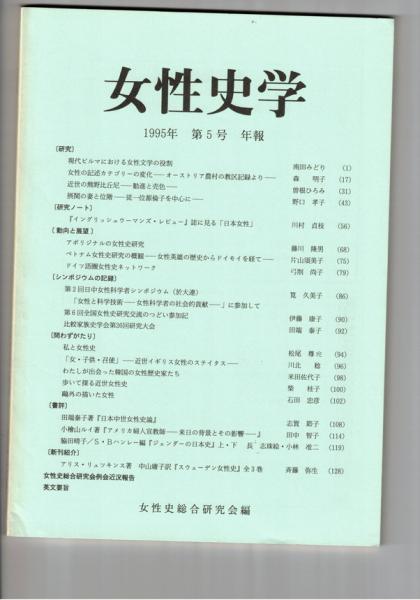 女性史学
1995年 第5号 年報
〔研究〕
現代ビルマにおける女性文学の役割 南田みどり (1)
女性の記述カテゴリーの変化──オーストリア農村の教区記録より── 森 明子 (17)
近世の熊野比丘尼──勧進と売色── 曽根ひろみ (31)
摂関の妻と位階──従一位源倫子を中心に── 野口 孝子 (43)
〔研究ノート〕
『イングリッシュウーマンズ・レビュー』誌に見る「日本女性」 川村 貞枝 (56)
〔動向と展望〕
アボリジナルの女性史研究 藤川 隆男 (68)
ベトナム女性史研究の概観──女性英雄の歴史からドイモイを経て── 片山須美子 (75)
ドイツ語圏女性史ネットワーク 弓削 尚子 (79)
〔シンポジウムの記録〕
第2回日中女性科学者シンポジウム（於大連）
「女性と科学技術──女性科学者の社会的貢献──」に参加して 筧 久美子 (86)
第6回全国女性史研究交流のつどい参加記 伊藤 康子 (90)
比較家族史学会第26回研究大会 田端 泰子 (92)
〔問わずがたり〕
私と女性史 松尾 尊兊 (94)
「女・子供・召使」──近世イギリス女性のステイタス── 川北 稔 (96)
わたしが出会った韓国の女性歴史家たち 米田佐代子 (98)
歩いて探る近世女性史 柴 桂子 (100)
鷗外の描いた女性 石田 忠彦 (102)
〔書評〕
田端泰子著『日本中世女性史論』 志賀 節子 (108)
小檜山ルイ著『アメリカ婦人宣教師──来日の背景とその影響──』 田中 智子 (114)
脇田晴子／S・Bハンレー編『ジェンダーの日本史』上・下 長 志珠絵・小林 准二 (119)
〔新刊紹介〕
アリス・リュツキンス著 中山庸子訳『スウェーデン女性史』全3巻 斉藤 弥生 (128)
女性史総合研究会例会近況報告
英文要旨
女性史総合研究会編